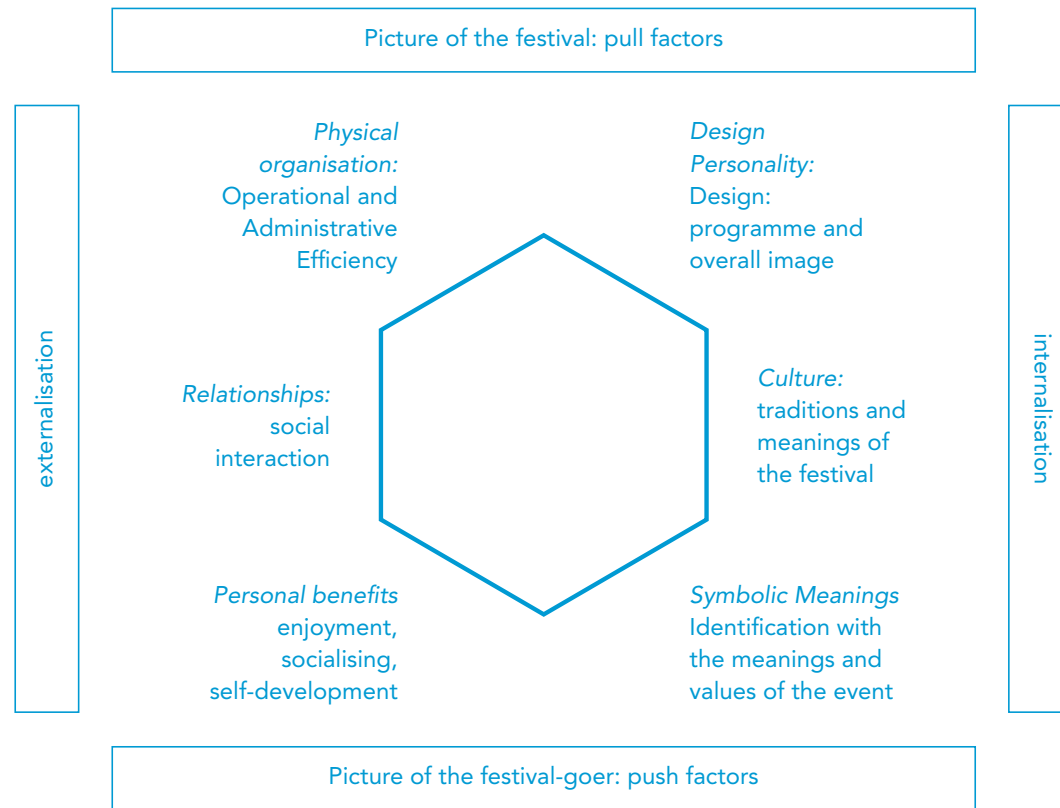 Picture of the festival: pull factors
externalisation
Physical
organisation:
Operational and
Administrative
Efficiency
Design
Personality:
Design:
programme and
overall image
Relationships:
social
interaction
Culture:
traditions and
meanings of
the festival
Personal benefits
enjoyment,
socialising,
self-development
Symbolic Meanings
Identification with
the meanings and
values of the event
internalisation
Picture of the festival-goer: push factors